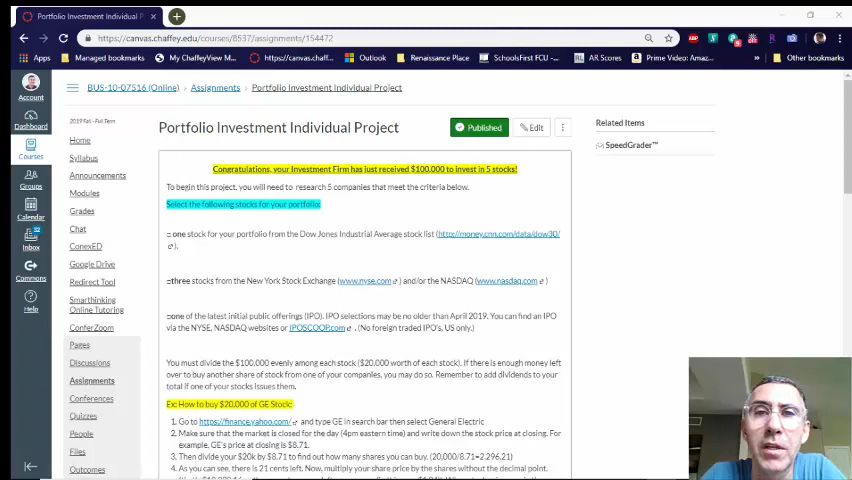 Portfolio Investment Individual P
https://canvas.chaffey.edu/courses/8537/assignments/154472
Apps
Managed bookmarks
My ChaffeyView – M...
https://canvas.chaff...
Outlook
Renaissance Place
SchoolsFirst FCU -...
AR Scores
Prime Video: Amaz...
»
Other bookmarks
Account
Dashboard
Courses
Groups
Calendar
32
Inbox
Commons
Help
BUS-10-07516 (Online) › Assignments › Portfolio Investment Individual Project
2019 Fall - Full Term
Home
Syllabus
Announcements
Modules
Grades
Chat
ConexED
Google Drive
Redirect Tool
Smarthinking
Online Tutoring
ConferZoom
Pages
Discussions
Assignments
Conferences
Quizzes
People
Files
Outcomes
Portfolio Investment Individual Project
Published
Edit
Related Items
SpeedGrader™
Congratulations, your Investment Firm has just received $100,000 to invest in 5 stocks!
To begin this project, you will need to research 5 companies that meet the criteria below.
Select the following stocks for your portfolio:
□ one stock for your portfolio from the Dow Jones Industrial Average stock list (http://money.cnn.com/data/dow30/
).
□three stocks from the New York Stock Exchange (www.nyse.com) and/or the NASDAQ (www.nasdaq.com)
□one of the latest initial public offerings (IPO). IPO selections may be no older than April 2019. You can find an IPO
via the NYSE, NASDAQ websites or IPOSCOOP.com. (No foreign traded IPO's, US only.)
You must divide the $100,000 evenly among each stock ($20,000 worth of each stock). If there is enough money left
over to buy another share of stock from one of your companies, you may do so. Remember to add dividends to your
total if one of your stocks issues them.
Ex: How to buy $20,000 of GE Stock:
1. Go to https://finance.yahoo.com/ and type GE in search bar then select General Electric
2. Make sure that the market is closed for the day (4pm eastern time) and write down the stock price at closing. For
example, GE's price at closing is $8.71.
3. Then divide your $20k by $8.71 to find out how many shares you can buy. (20,000/8.71=2,296.21)
4. As you can see, there is 21 cents left. Now, multiply your share price by the shares without the decimal point.